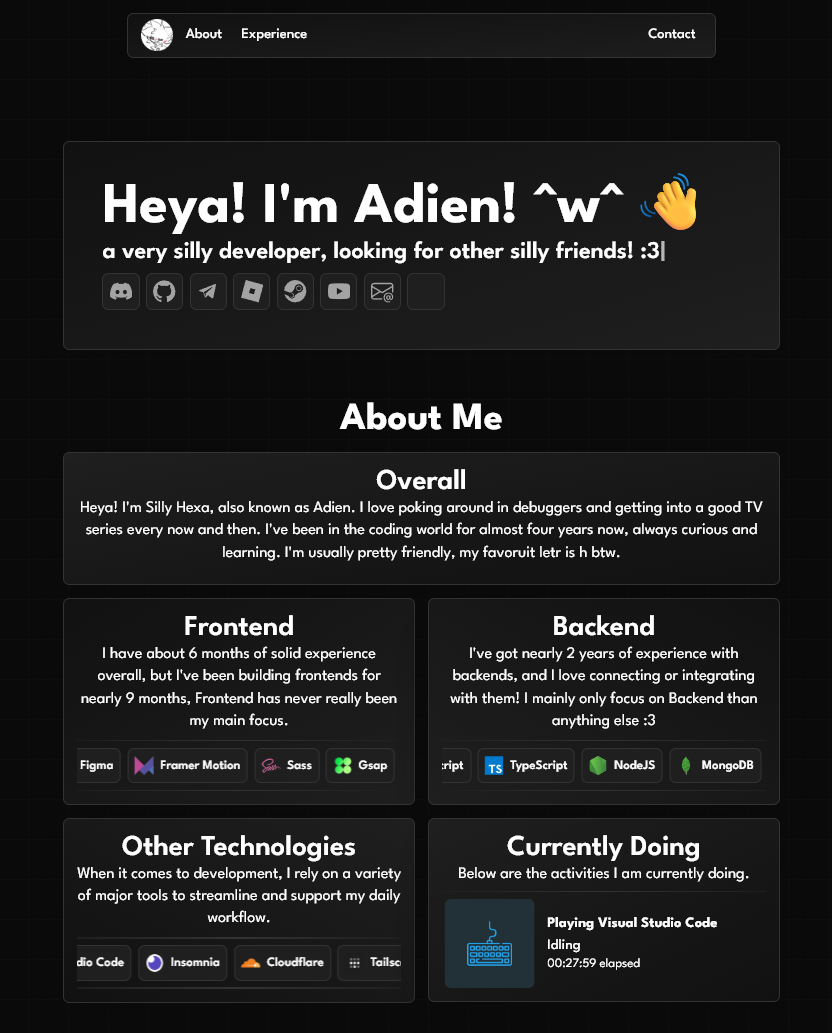 About Experience Contact
Heya! I'm Adien! ^w^ 👋
a very silly developer, looking for other silly friends! :3|
About Me
Overall
Heya! I'm Silly Hexa, also known as Adien. I love poking around in debuggers and getting into a good TV
series every now and then. I've been in the coding world for almost four years now, always curious and
learning. I'm usually pretty friendly, my favoruit letr is h btw.
Frontend
I have about 6 months of solid experience
overall, but I've been building frontends for
nearly 9 months, Frontend has never really been
my main focus.
Figma Framer Motion Sass Gsap
Backend
I've got nearly 2 years of experience with
backends, and I love connecting or integrating
with them! I mainly only focus on Backend than
anything else :3
ript TS TypeScript NodeJS MongoDB
Other Technologies
When it comes to development, I rely on a variety
of major tools to streamline and support my daily
workflow.
dio Code Insomnia Cloudflare Tailsc
Currently Doing
Below are the activities I am currently doing.
Playing Visual Studio Code
Idling
00:27:59 elapsed